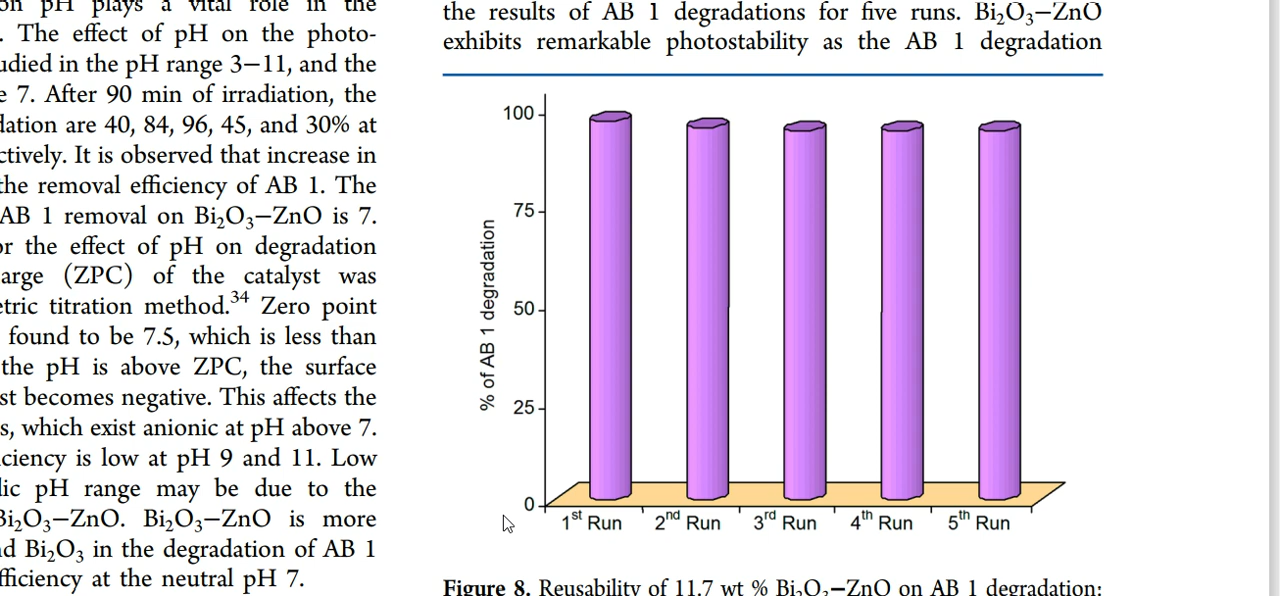 on pH plays a vital role in the
. The effect of pH on the photo-
udied in the pH range 3−11, and the
e 7. After 90 min of irradiation, the
dation are 40, 84, 96, 45, and 30% at
ctively. It is observed that increase in
the removal efficiency of AB 1. The
AB 1 removal on Bi₂O₃−ZnO is 7.
or the effect of pH on degradation
arge (ZPC) of the catalyst was
etric titration method.³⁴ Zero point
found to be 7.5, which is less than
the pH is above ZPC, the surface
st becomes negative. This affects the
s, which exist anionic at pH above 7.
ciency is low at pH 9 and 11. Low
lic pH range may be due to the
Bi₂O₃−ZnO. Bi₂O₃−ZnO is more
nd Bi₂O₃ in the degradation of AB 1
fficiency at the neutral pH 7.
the results of AB 1 degradations for five runs. Bi₂O₃−ZnO
exhibits remarkable photostability as the AB 1 degradation
% of AB 1 degradation
100
75
50
25
0
1st Run 2nd Run 3rd Run 4th Run 5th Run
Figure 8. Reusability of 11.7 wt % Bi₂O₃−ZnO on AB 1 degradation: